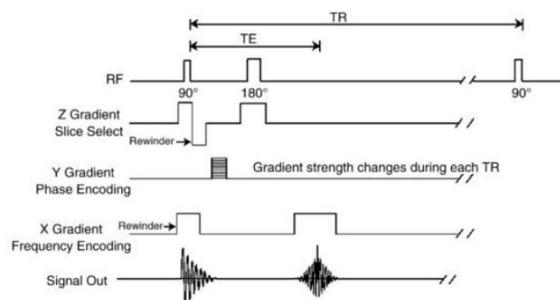 TR
TE
RF
90°
180°
90°
Z Gradient
Slice Select
Rewinder
Y Gradient
Phase Encoding
Gradient strength changes during each TR
X Gradient
Frequency Encoding
Rewinder
Signal Out